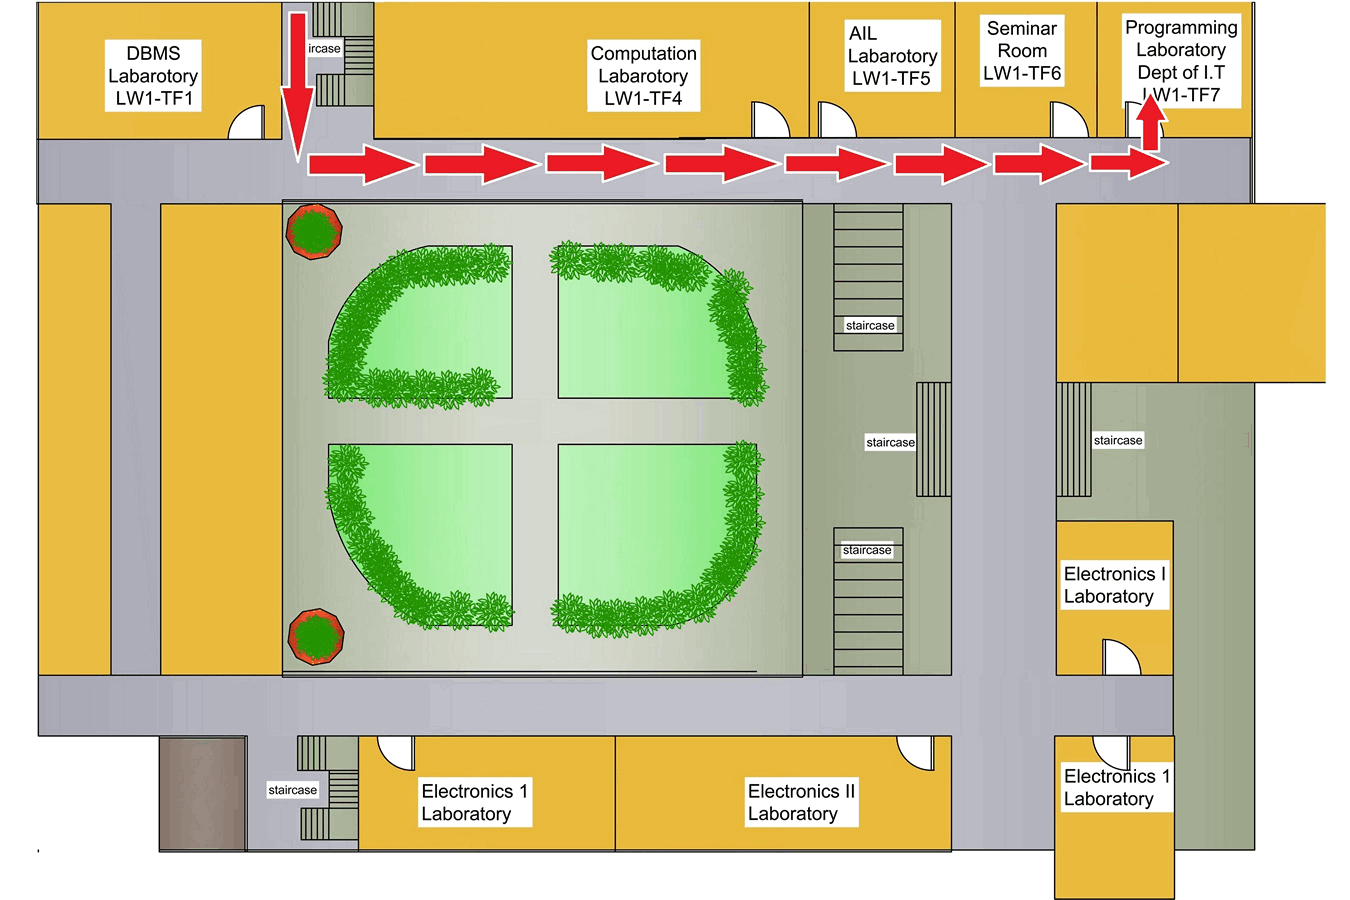 DBMS
Labarotory
LW1-TF1
ircase
Computation
Labarotory
LW1-TF4
AIL
Labarotory
LW1-TF5
Seminar
Room
LW1-TF6
Programming
Laboratory
Dept of I.T
LW1-TF7
staircase
staircase
staircase
staircase
Electronics I
Laboratory
staircase
Electronics 1
Laboratory
Electronics II
Laboratory
Electronics 1
Laboratory